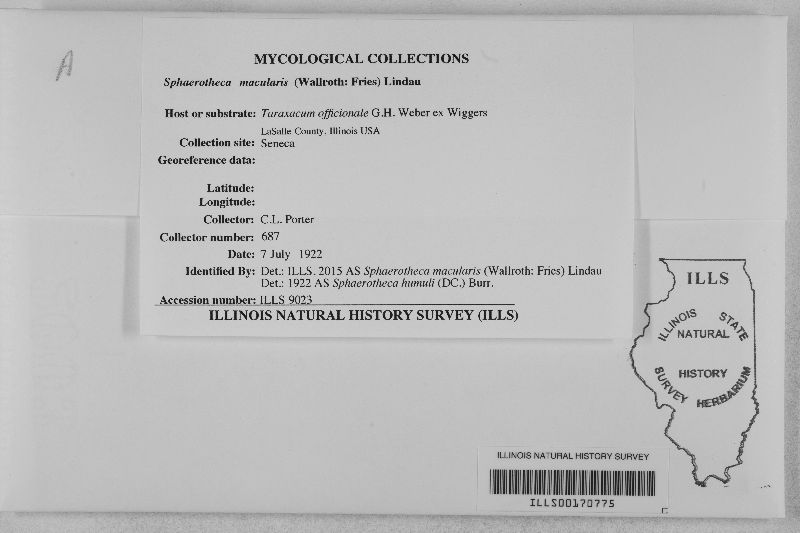 A
MYCOLOGICAL COLLECTIONS
Sphaerotheca macularis (Wallroth: Fries) Lindau
Host or substrate: Taraxacum officionale G.H. Weber ex Wiggers
LaSalle County, Illinois USA
Collection site: Seneca
Georeference data:
Latitude:
Longitude:
Collector: C.L. Porter
Collector number: 687
Date: 7 July 1922
Identified By: Det.: ILLS. 2015 AS Sphaerotheca macularis (Wallroth: Fries) Lindau
Det.: 1922 AS Sphaerotheca humuli (DC.) Burr.
Accession number: ILLS 9023
ILLINOIS NATURAL HISTORY SURVEY (ILLS)
ILLS
ILLINOIS STATE
NATURAL
HISTORY
SURVEY HERBARIUM
ILLINOIS NATURAL HISTORY SURVEY
ILLS00170775